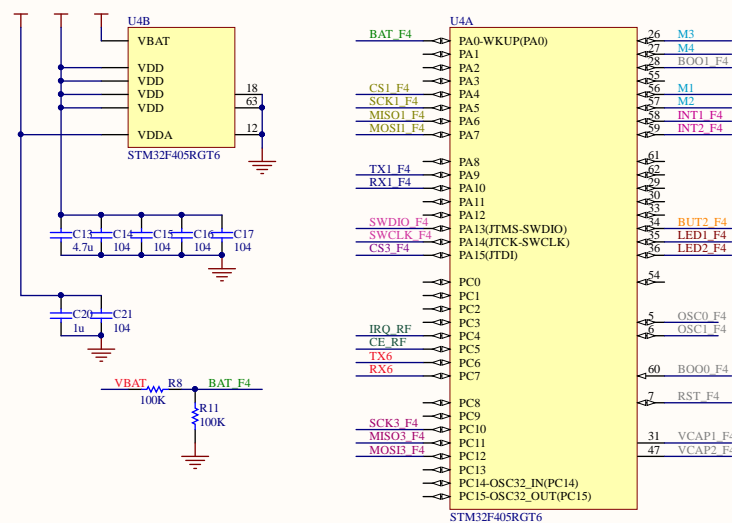 U4B
VBAT
VDD
VDD
VDD
VDD
VDDA
18
63
12
STM32F405RGT6
C13 C14 C15 C16 C17
4.7u 104 104 104 104
C20 C21
1u 104
VBAT R8 BAT_F4
100K
R11
100K
U4A
BAT_F4 PA0-WKUP(PA0) 26 M3
PA1 27 M4
PA2 28 BOO1_F4
PA3 55
CS1_F4 PA4 56 M1
SCK1_F4 PA5 57 M2
MISO1_F4 PA6 58 INT1_F4
MOSI1_F4 PA7 59 INT2_F4
PA8 61
TX1_F4 PA9 62
RX1_F4 PA10 29
PA11 30
PA12 33
SWDIO_F4 PA13(JTMS-SWDIO) 34 BUT2_F4
SWCLK_F4 PA14(JTCK-SWCLK) 35 LED1_F4
CS3_F4 PA15(JTDI) 36 LED2_F4
PC0 54
PC1
PC2
PC3 5 OSC0_F4
IRQ_RF PC4 6 OSC1_F4
CE_RF PC5
TX6 PC6
RX6 PC7 60 BOO0_F4
PC8 7 RST_F4
PC9
SCK3_F4 PC10
MISO3_F4 PC11 31 VCAP1_F4
MOSI3_F4 PC12 47 VCAP2_F4
PC13
PC14-OSC32_IN(PC14)
PC15-OSC32_OUT(PC15)
STM32F405RGT6